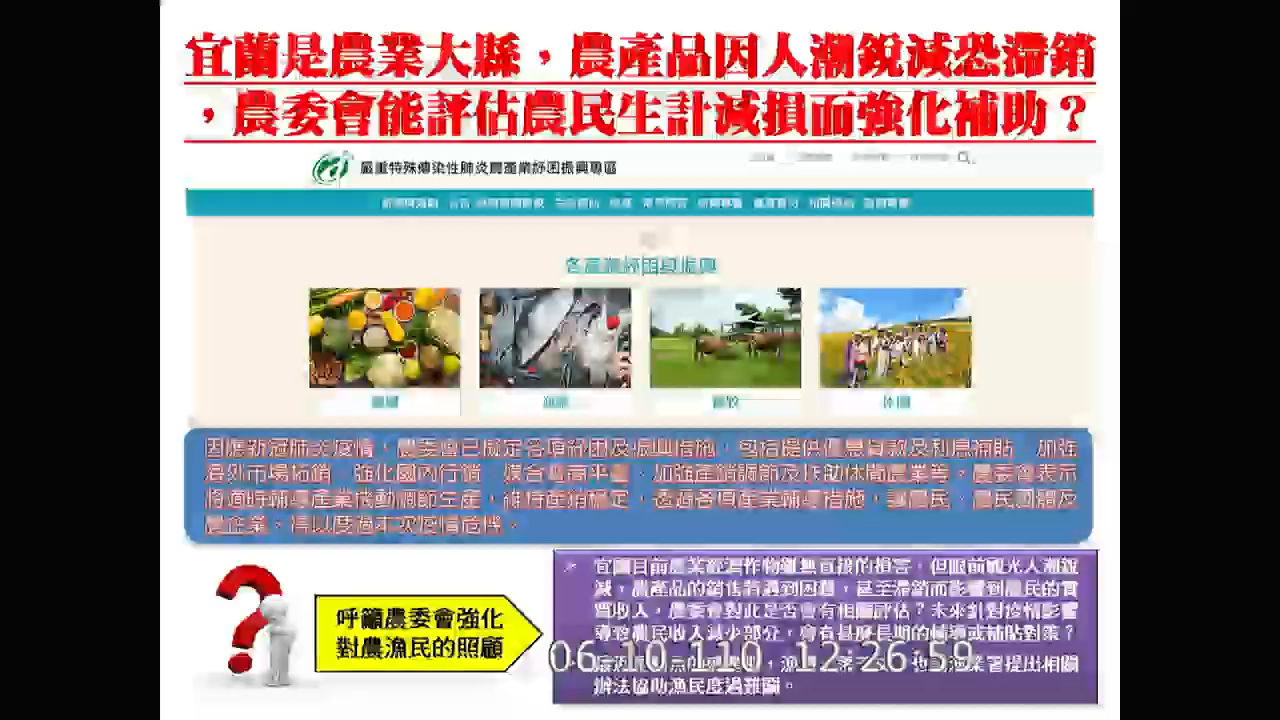 宜蘭是農業大縣，農產品因人潮銳減恐滯銷
，農委會能評估農民生計減損而強化補助？
嚴重特殊傳染性肺炎農產業紓困振興專區
各產業紓困與振興
農糧
漁業
畜牧
休閒
因應新冠肺炎疫情，農委會已擬定各項紓困及振興措施，包括提供優惠貸款及利息補貼、加強
海外市場拓銷、強化國內行銷、媒合電商平臺、加強產銷調節及協助休閒農業等。農委會表示
將適時輔導產業機動調節生產，維持產銷穩定，透過各項產業輔導措施，讓農民、農民團體及
農企業，得以度過本次疫情危機。
呼籲農委會強化
對農漁民的照顧
宜蘭目前農業經濟作物雖無直接的損害，但眼前觀光人潮銳
減，農產品的銷售將遇到困難，甚至滯銷而影響到農民的實
質收入，農委會對此是否會有相關評估？未來針對疫情影響
導致農民收入減少部分，會有甚麼長期的輔導或補貼對策？
辦法協助漁民度過難關。
06.10.110 12:26:59